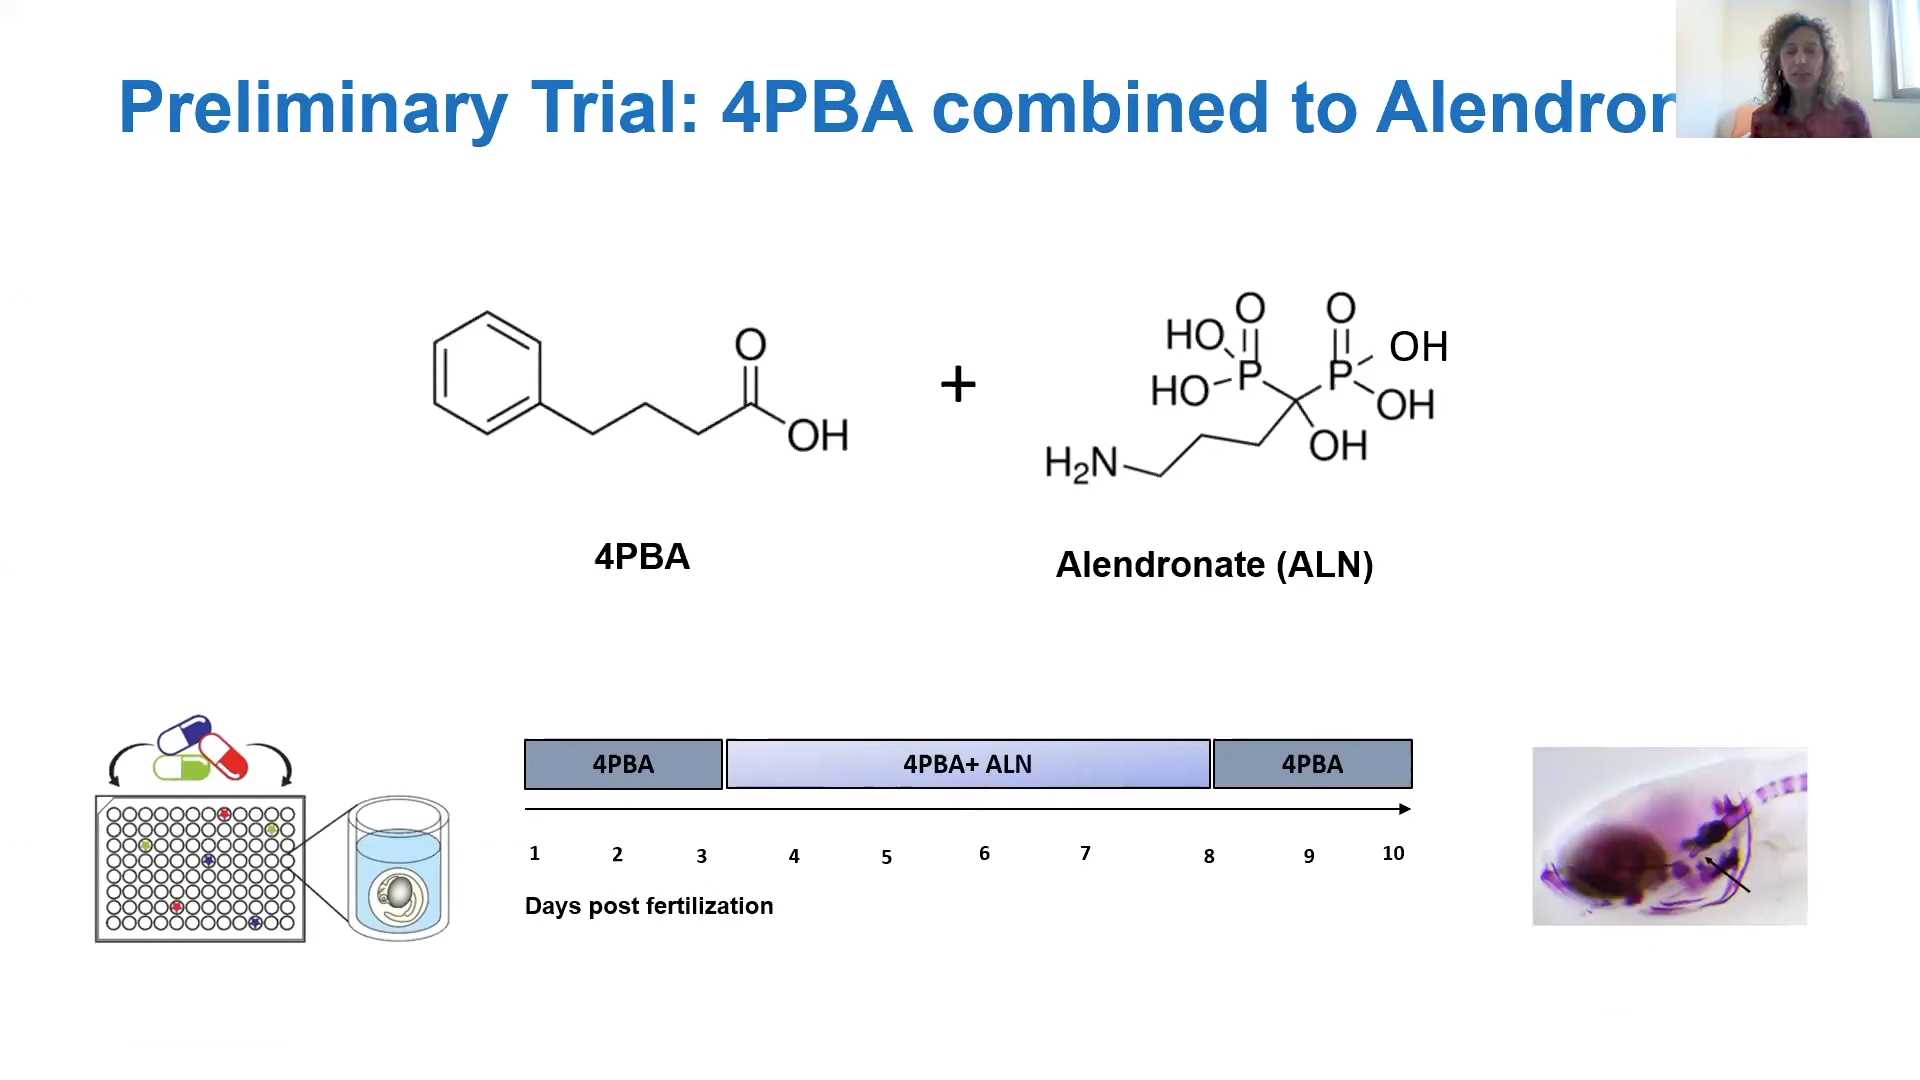 Preliminary Trial: 4PBA combined to Alendron
O
OH
+
O
O
HO
OH
HO
P
P
OH
OH
H₂N
4PBA
Alendronate (ALN)
4PBA
4PBA+ ALN
4PBA
1 2 3 4 5 6 7 8 9 10
Days post fertilization